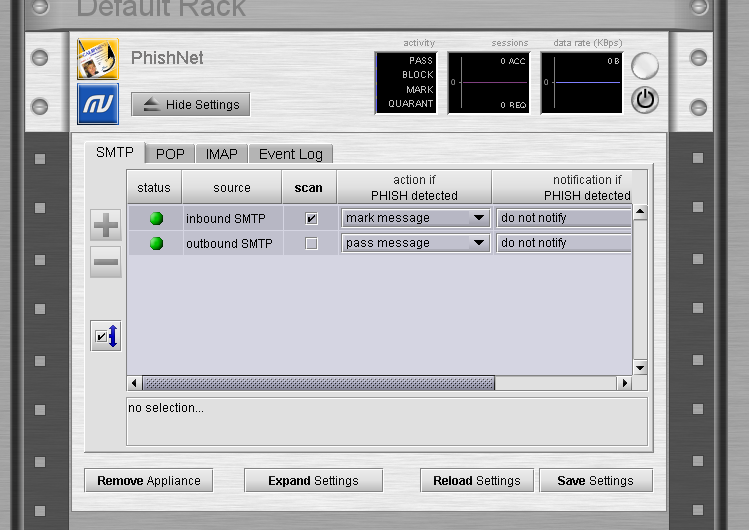 Default Rack
PhishNet
Hide Settings
activity
PASS
BLOCK
MARK
QUARANT
sessions
0 ACC
0
0 REQ
data rate (KBps)
0 B
0
SMTP POP IMAP Event Log
status source scan action if PHISH detected notification if PHISH detected
inbound SMTP mark message do not notify
outbound SMTP pass message do not notify
no selection...
Remove Appliance Expand Settings Reload Settings Save Settings